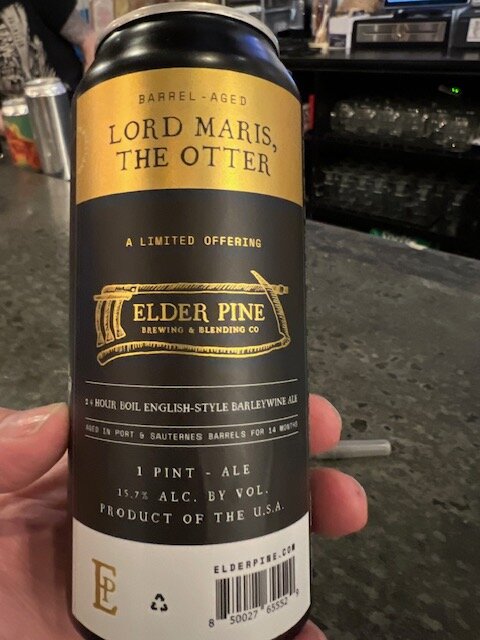 BARREL-AGED
LORD MARIS,
THE OTTER
A LIMITED OFFERING
ELDER PINE
BREWING & BLENDING CO
24 HOUR BOIL ENGLISH-STYLE BARLEYWINE ALE
AGED IN PORT & SAUTERNES BARRELS FOR 14 MONTHS
1 PINT - ALE
15.7% ALC. BY VOL.
PRODUCT OF THE U.S.A.
EP
ELDERPINE.COM
8 50027 65552 9